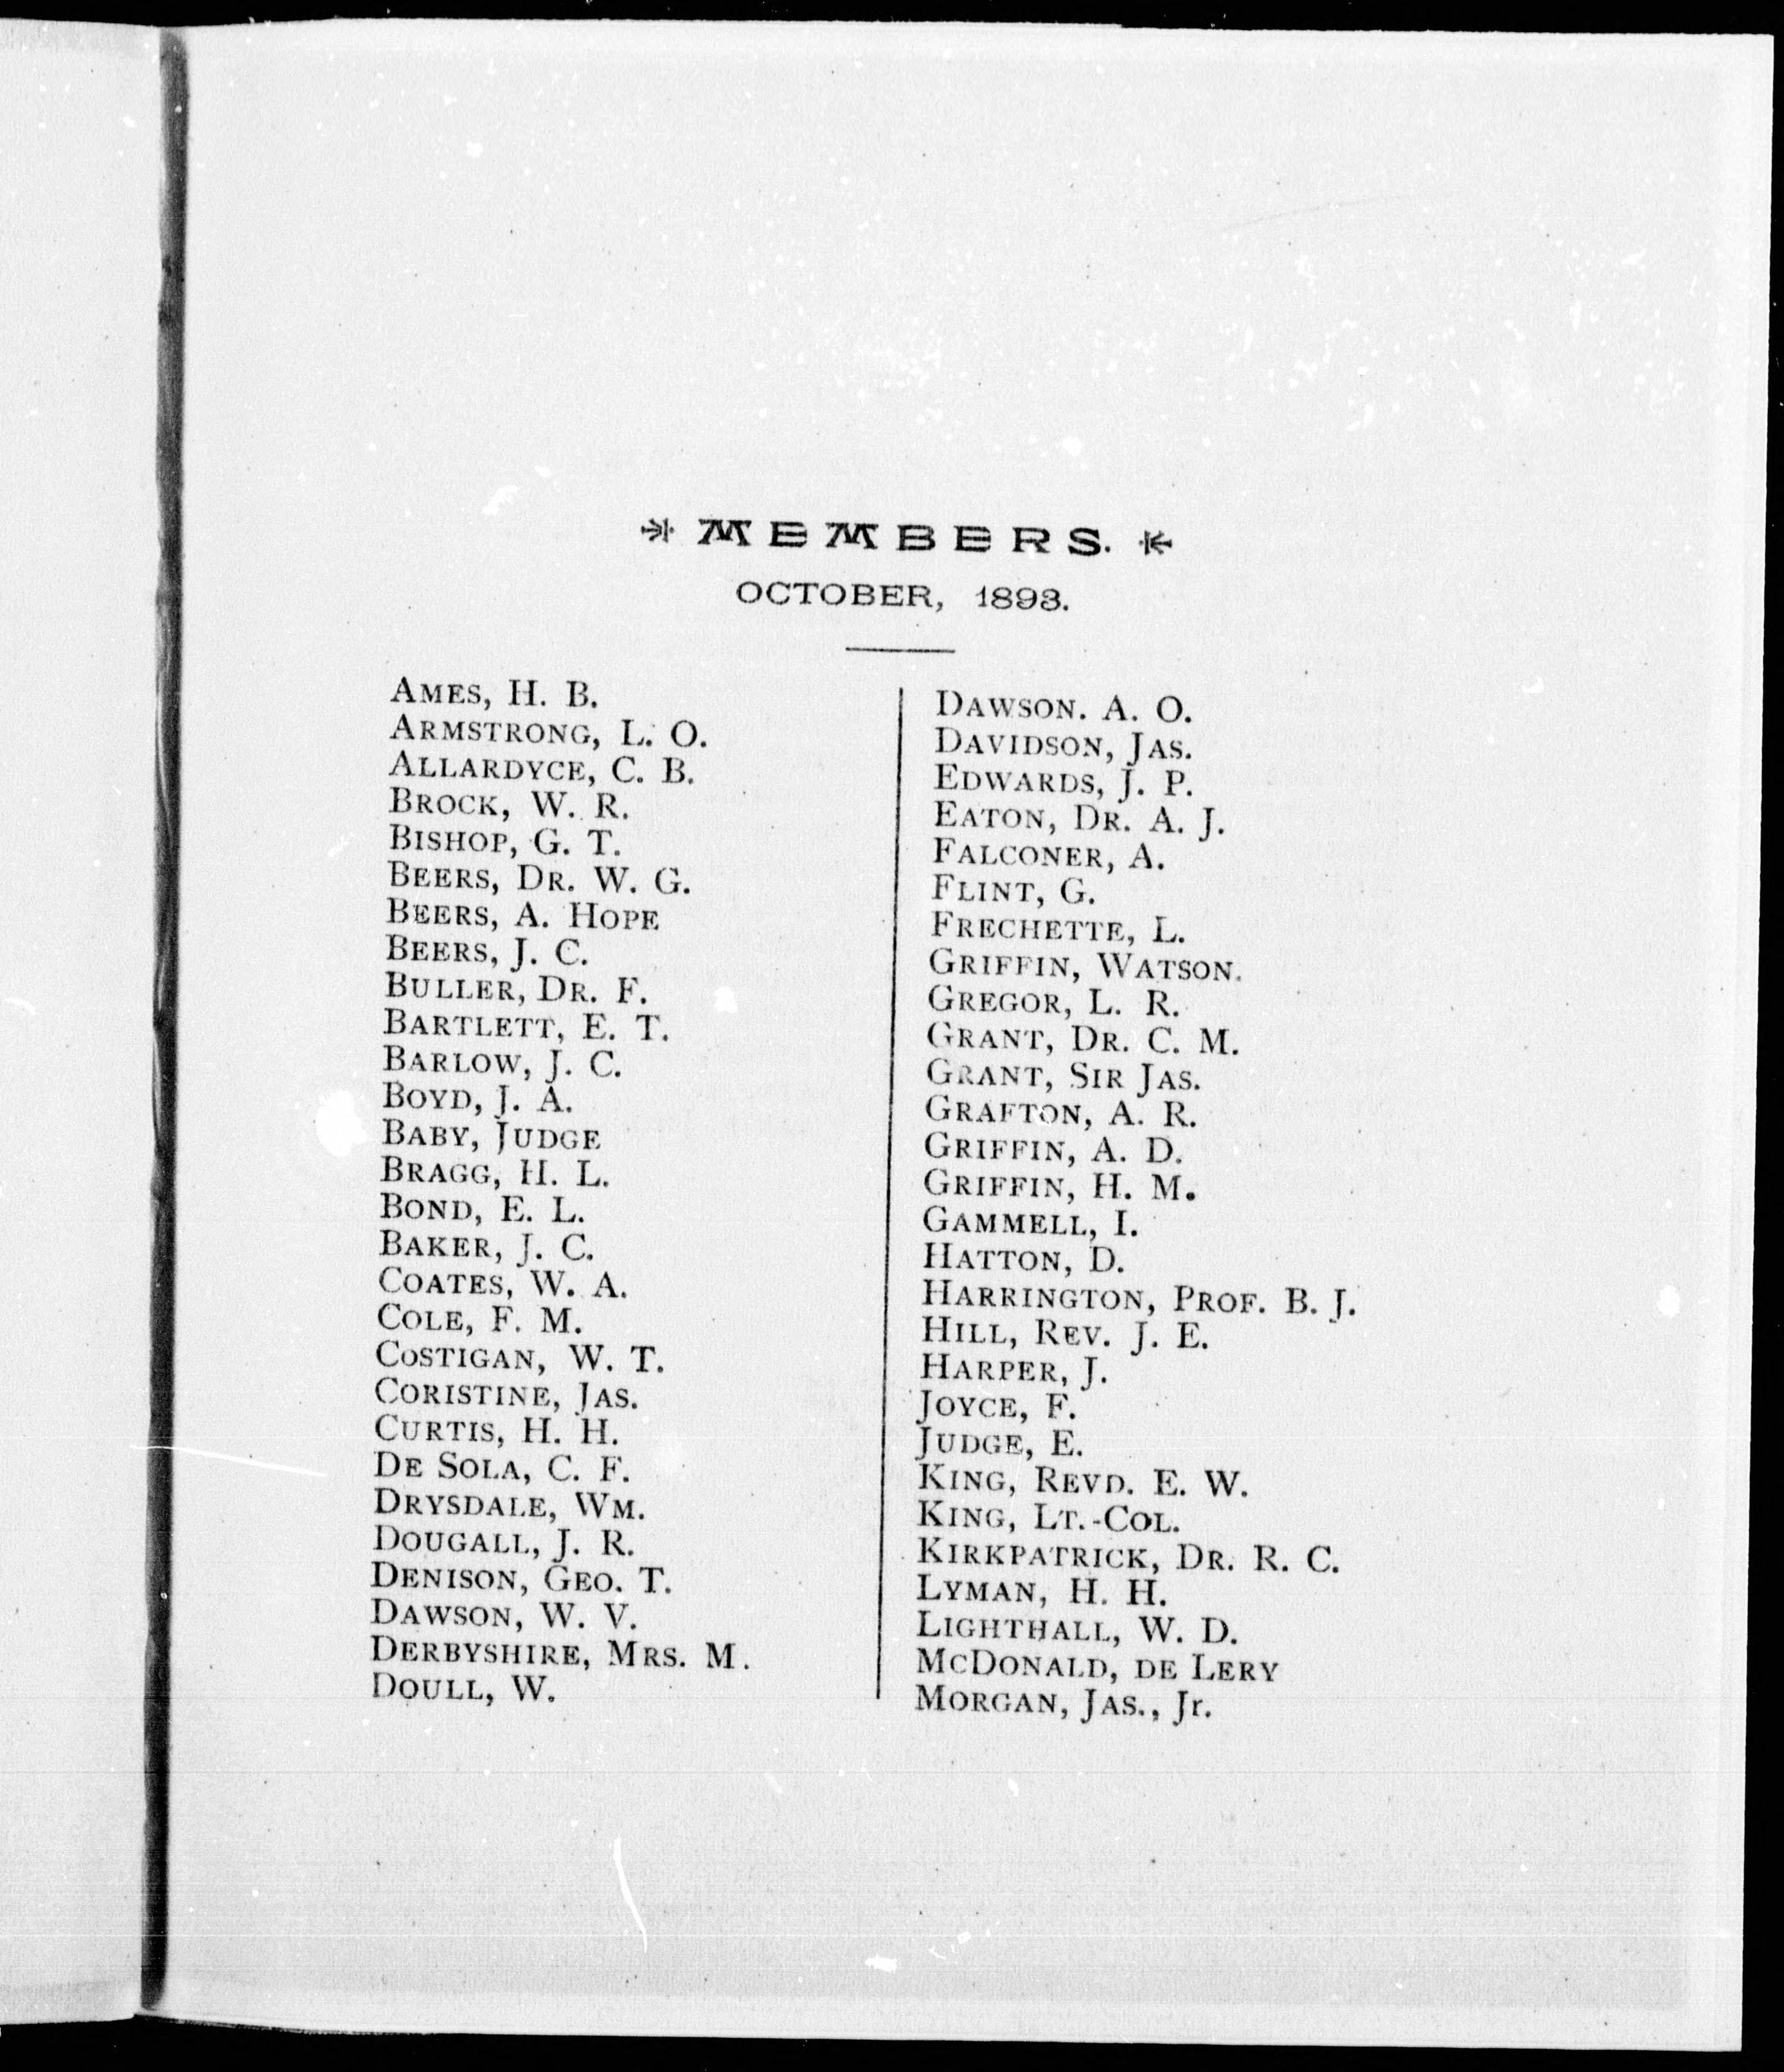 MEMBERS.
OCTOBER, 1893.
AMES, H. B.
ARMSTRONG, L. O.
ALLARDYCE, C. B.
BROCK, W. R.
BISHOP, G. T.
BEERS, DR. W. G.
BEERS, A. HOPE
BEERS, J. C.
BULLER, DR. F.
BARTLETT, E. T.
BARLOW, J. C.
BOYD, J. A.
BABY, JUDGE
BRAGG, H. L.
BOND, E. L.
BAKER, J. C.
COATES, W. A.
COLE, F. M.
COSTIGAN, W. T.
CORISTINE, JAS.
CURTIS, H. H.
DE SOLA, C. F.
DRYSDALE, WM.
DOUGALL, J. R.
DENISON, GEO. T.
DAWSON, W. V.
DERBYSHIRE, MRS. M.
DOULL, W.
DAWSON. A. O.
DAVIDSON, JAS.
EDWARDS, J. P.
EATON, DR. A. J.
FALCONER, A.
FLINT, G.
FRECHETTE, L.
GRIFFIN, WATSON.
GREGOR, L. R.
GRANT, DR. C. M.
GRANT, SIR JAS.
GRAFTON, A. R.
GRIFFIN, A. D.
GRIFFIN, H. M.
GAMMELL, I.
HATTON, D.
HARRINGTON, PROF. B. J.
HILL, REV. J. E.
HARPER, J.
JOYCE, F.
JUDGE, E.
KING, REVD. E. W.
KING, LT.-COL.
KIRKPATRICK, DR. R. C.
LYMAN, H. H.
LIGHTHALL, W. D.
MCDONALD, DE LERY
MORGAN, JAS., Jr.